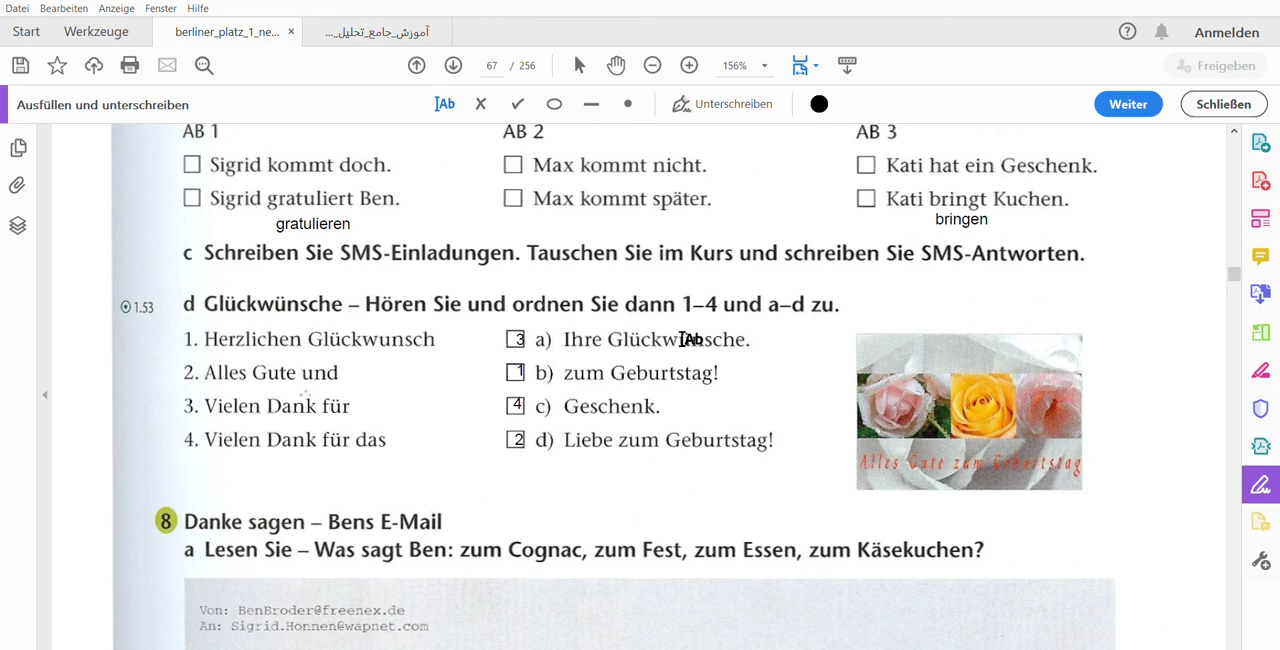 Datei Bearbeiten Anzeige Fenster Hilfe
Start Werkzeuge berliner_platz_1_ne... × آموزش_جامع_تحلیل_... ? Anmelden
67 / 256 156% Freigeben
Ausfüllen und unterschreiben Ab Unterschreiben Weiter Schließen
AB 1 AB 2 AB 3
Sigrid kommt doch. Max kommt nicht. Kati hat ein Geschenk.
Sigrid gratuliert Ben. Max kommt später. Kati bringt Kuchen.
gratulieren bringen
c Schreiben Sie SMS-Einladungen. Tauschen Sie im Kurs und schreiben Sie SMS-Antworten.
1.53 d Glückwünsche – Hören Sie und ordnen Sie dann 1–4 und a–d zu.
1. Herzlichen Glückwunsch 3 a) Ihre Glückwünsche. Ab
2. Alles Gute und 1 b) zum Geburtstag!
3. Vielen Dank für 4 c) Geschenk.
4. Vielen Dank für das 2 d) Liebe zum Geburtstag!
Alles Gute zum Geburtstag
8 Danke sagen – Bens E-Mail
a Lesen Sie – Was sagt Ben: zum Cognac, zum Fest, zum Essen, zum Käsekuchen?
Von: BenBroder@freenex.de
An: Sigrid.Honnen@wapnet.com